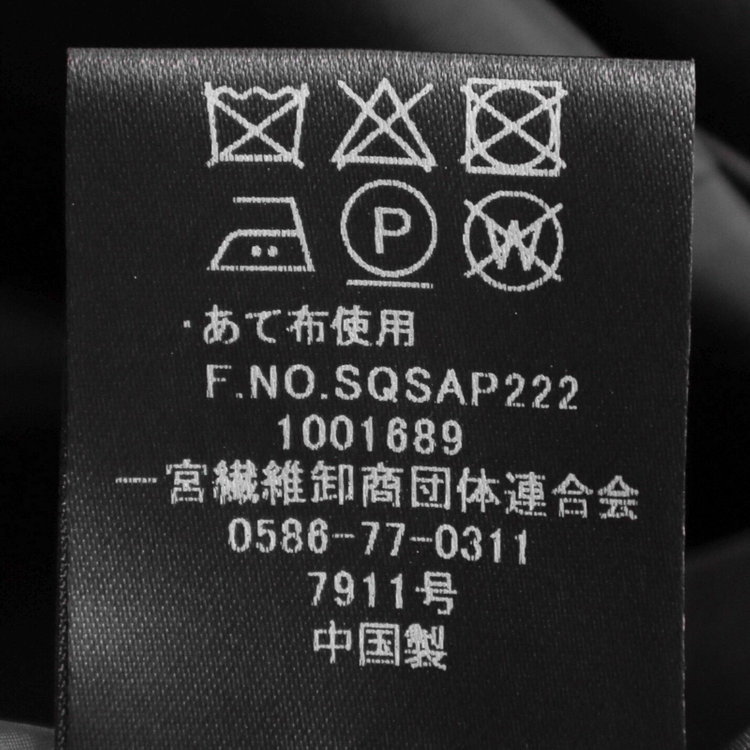 P W
・あて布使用
F.NO.SQSAP222
1001689
一宮繊維卸商団体連合会
0586-77-0311
7911号
中国製